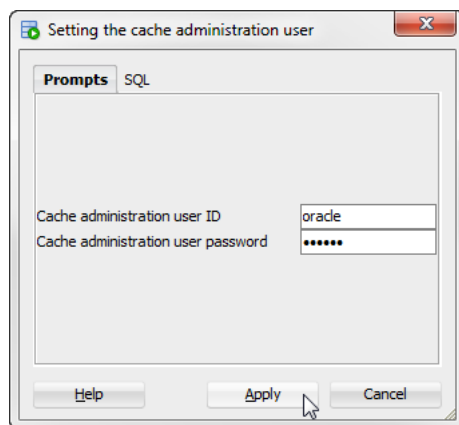 Setting the cache administration user
Prompts SQL
Cache administration user ID oracle
Cache administration user password ••••••
Help Apply Cancel